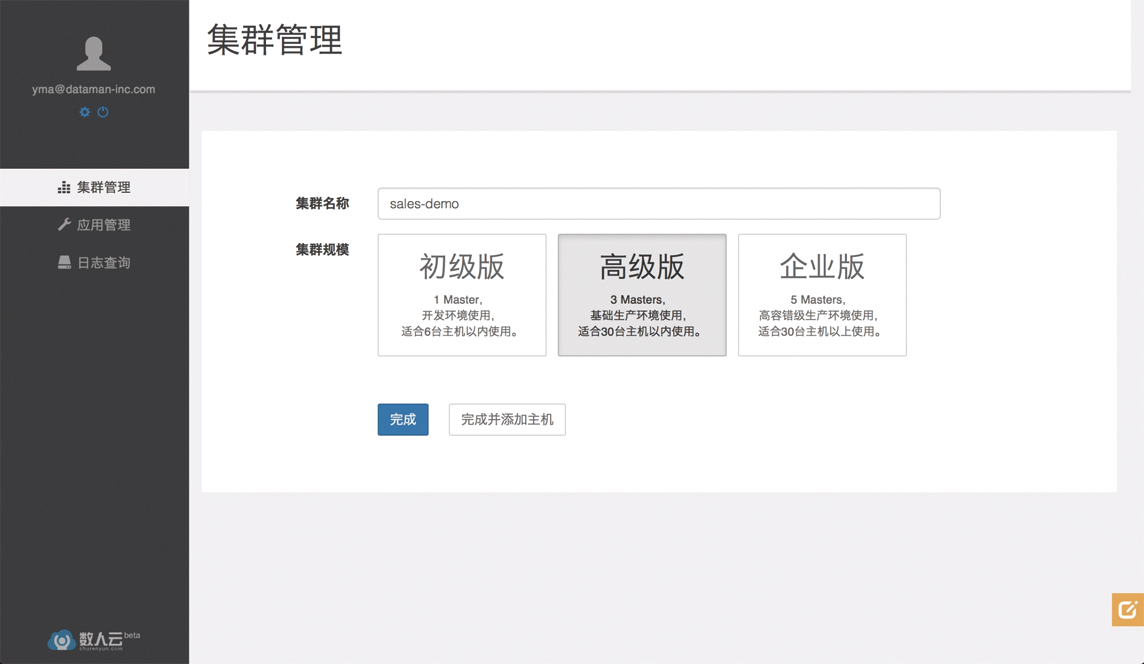 集群管理
yma@dataman-inc.com
集群管理
应用管理
日志查询
集群名称
sales-demo
集群规模
初级版
1 Master,
开发环境使用,
适合6台主机以内使用。
高级版
3 Masters,
基础生产环境使用,
适合30台主机以内使用。
企业版
5 Masters,
高容错级生产环境使用,
适合30台主机以上使用。
完成
完成并添加主机
数人云beta
shurenyun.com